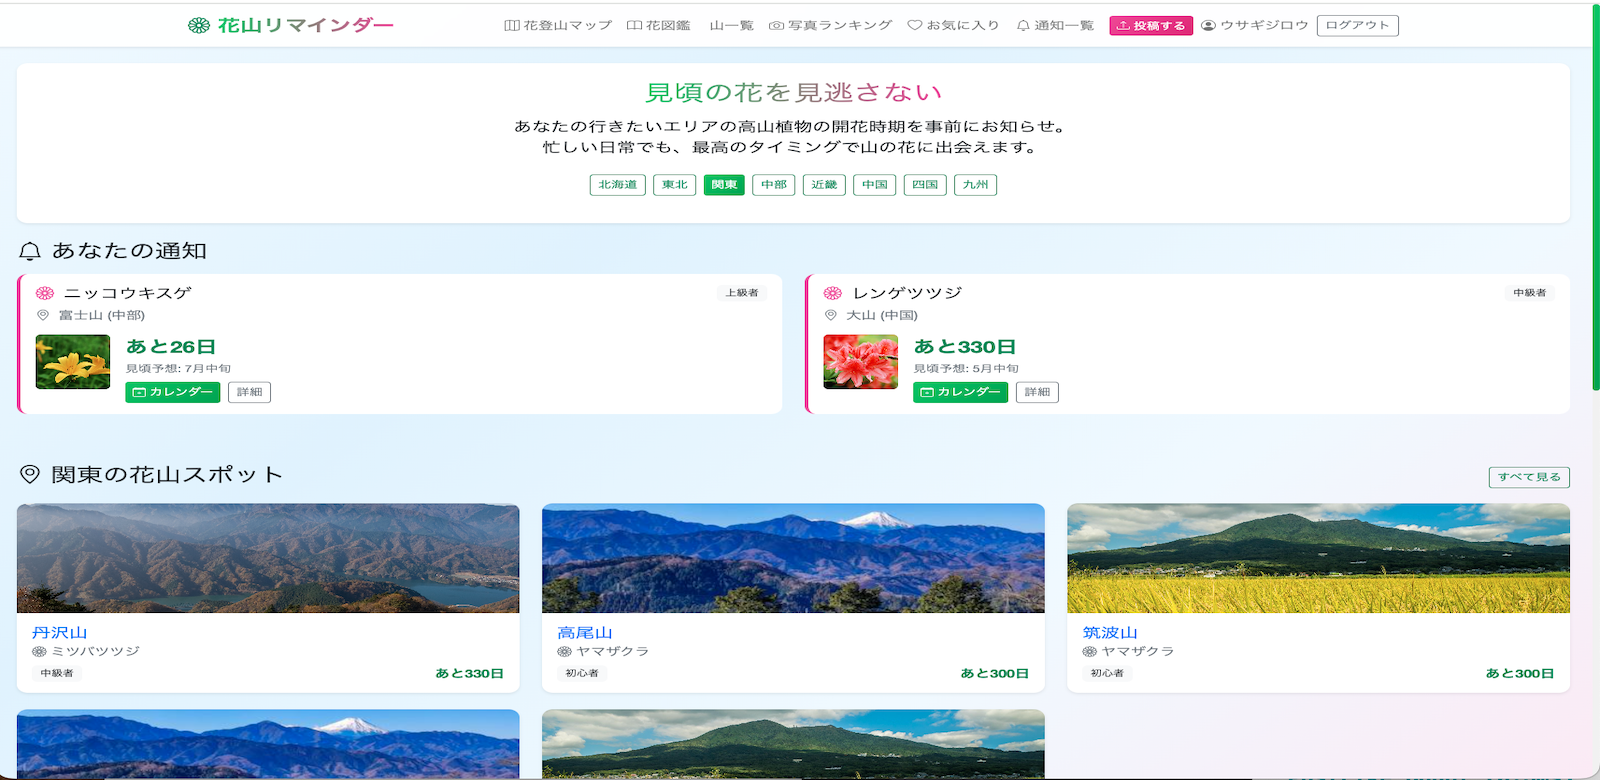 花山リマインダー
花登山マップ 花図鑑 山一覧 写真ランキング お気に入り 通知一覧 投稿する ウサギジロウ ログアウト
見頃の花を見逃さない
あなたの行きたいエリアの高山植物の開花時期を事前にお知らせ。
忙しい日常でも、最高のタイミングで山の花に出会えます。
北海道 東北 関東 中部 近畿 中国 四国 九州
あなたの通知
ニッコウキスゲ 上級者
富士山 (中部)
あと26日
見頃予想: 7月中旬
カレンダー 詳細
レンゲツツジ 中級者
大山 (中国)
あと330日
見頃予想: 5月中旬
カレンダー 詳細
関東の花山スポット すべて見る
丹沢山
ミツバツツジ
中級者 あと330日
高尾山
ヤマザクラ
初心者 あと300日
筑波山
ヤマザクラ
初心者 あと300日